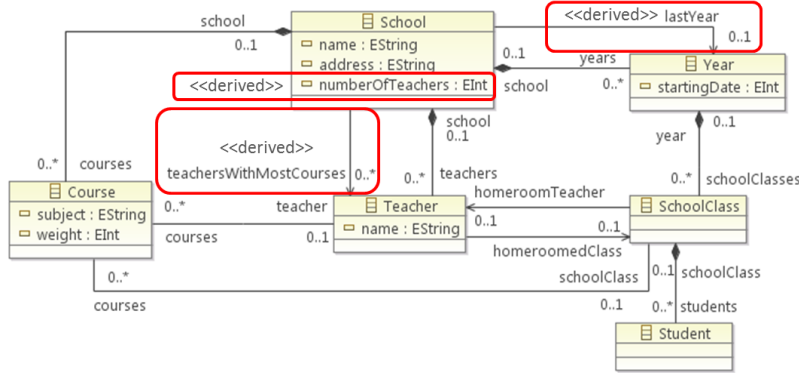 school
School
<<derived>> lastYear
0..1
name : EString
0..1
0..1
address : EString
years
Year
<<derived>>
numberOfTeachers : EInt
school
0..*
startingDate : EInt
<<derived>>
school
0..1
0..1
year
0..*
courses
teachersWithMostCourses
0..*
0..*
teachers
0..*
schoolClasses
Course
homeroomTeacher
subject : EString
0..*
teacher
Teacher
SchoolClass
weight : EInt
courses
0..1
name : EString
0..1
0..1
homeroomedClass
0..*
schoolClass
0..1
schoolClass
courses
0..1
0..*
students
Student